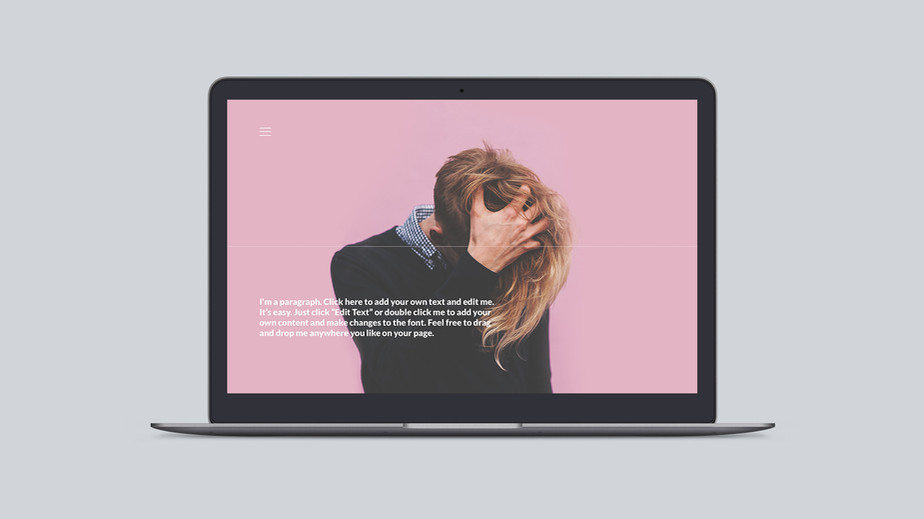 I'm a paragraph. Click here to add your own text and edit me.
It's easy. Just click "Edit Text" or double click me to add your
own content and make changes to the font. Feel free to drag
and drop me anywhere you like on your page.